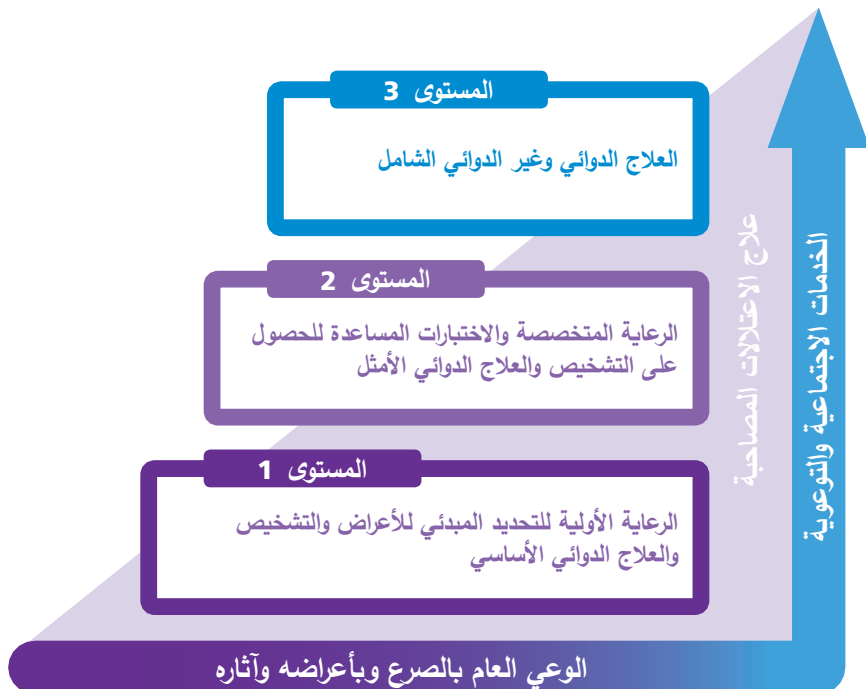 المستوى 3
العلاج الدوائي وغير الدوائي الشامل
المستوى 2
الرعاية المتخصصة والاختبارات المساعدة للحصول
على التشخيص والعلاج الدوائي الأمثل
المستوى 1
الرعاية الأولية للتحديد المبدئي للأعراض والتشخيص
والعلاج الدوائي الأساسي
علاج الاعتلالات المصاحبة
الخدمات الاجتماعية والتوعوية
الوعي العام بالصرع وبأعراضه وآثاره